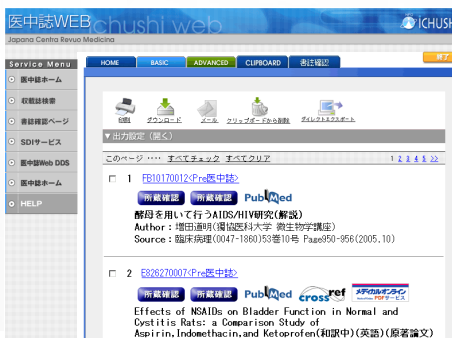 医中誌WEB
ichushi web
ICHUSHI
Japana Centra Revuo Medicina
終了
Service Menu
HOME BASIC ADVANCED CLIPBOARD 書誌確認
医中誌ホーム
収載誌検索
書誌確認ページ
SDIサービス
医中誌Web DDS
医中誌ホーム
HELP
印刷 ダウンロード メール クリップボードから削除 ダイレクトエクスポート
▼出力設定（開く）
このページ ‥‥ すべてチェック すべてクリア 1 2 3 4 5 >>
1 FB10170012<Pre医中誌>
所蔵確認 所蔵確認 PubMed
酵母を用いて行うAIDS/HIV研究(解説)
Author：増田道明(獨協医科大学 微生物学講座)
Source：臨床病理(0047-1860)53巻10号 Page950-956(2005.10)
2 E826270007<Pre医中誌>
所蔵確認 所蔵確認 PubMed crossref メディカルオンライン
PDFサービス
Effects of NSAIDs on Bladder Function in Normal and
Cystitis Rats: a Comparison Study of
Aspirin,Indomethacin,and Ketoprofen(和訳中)(英語)(原著論文)